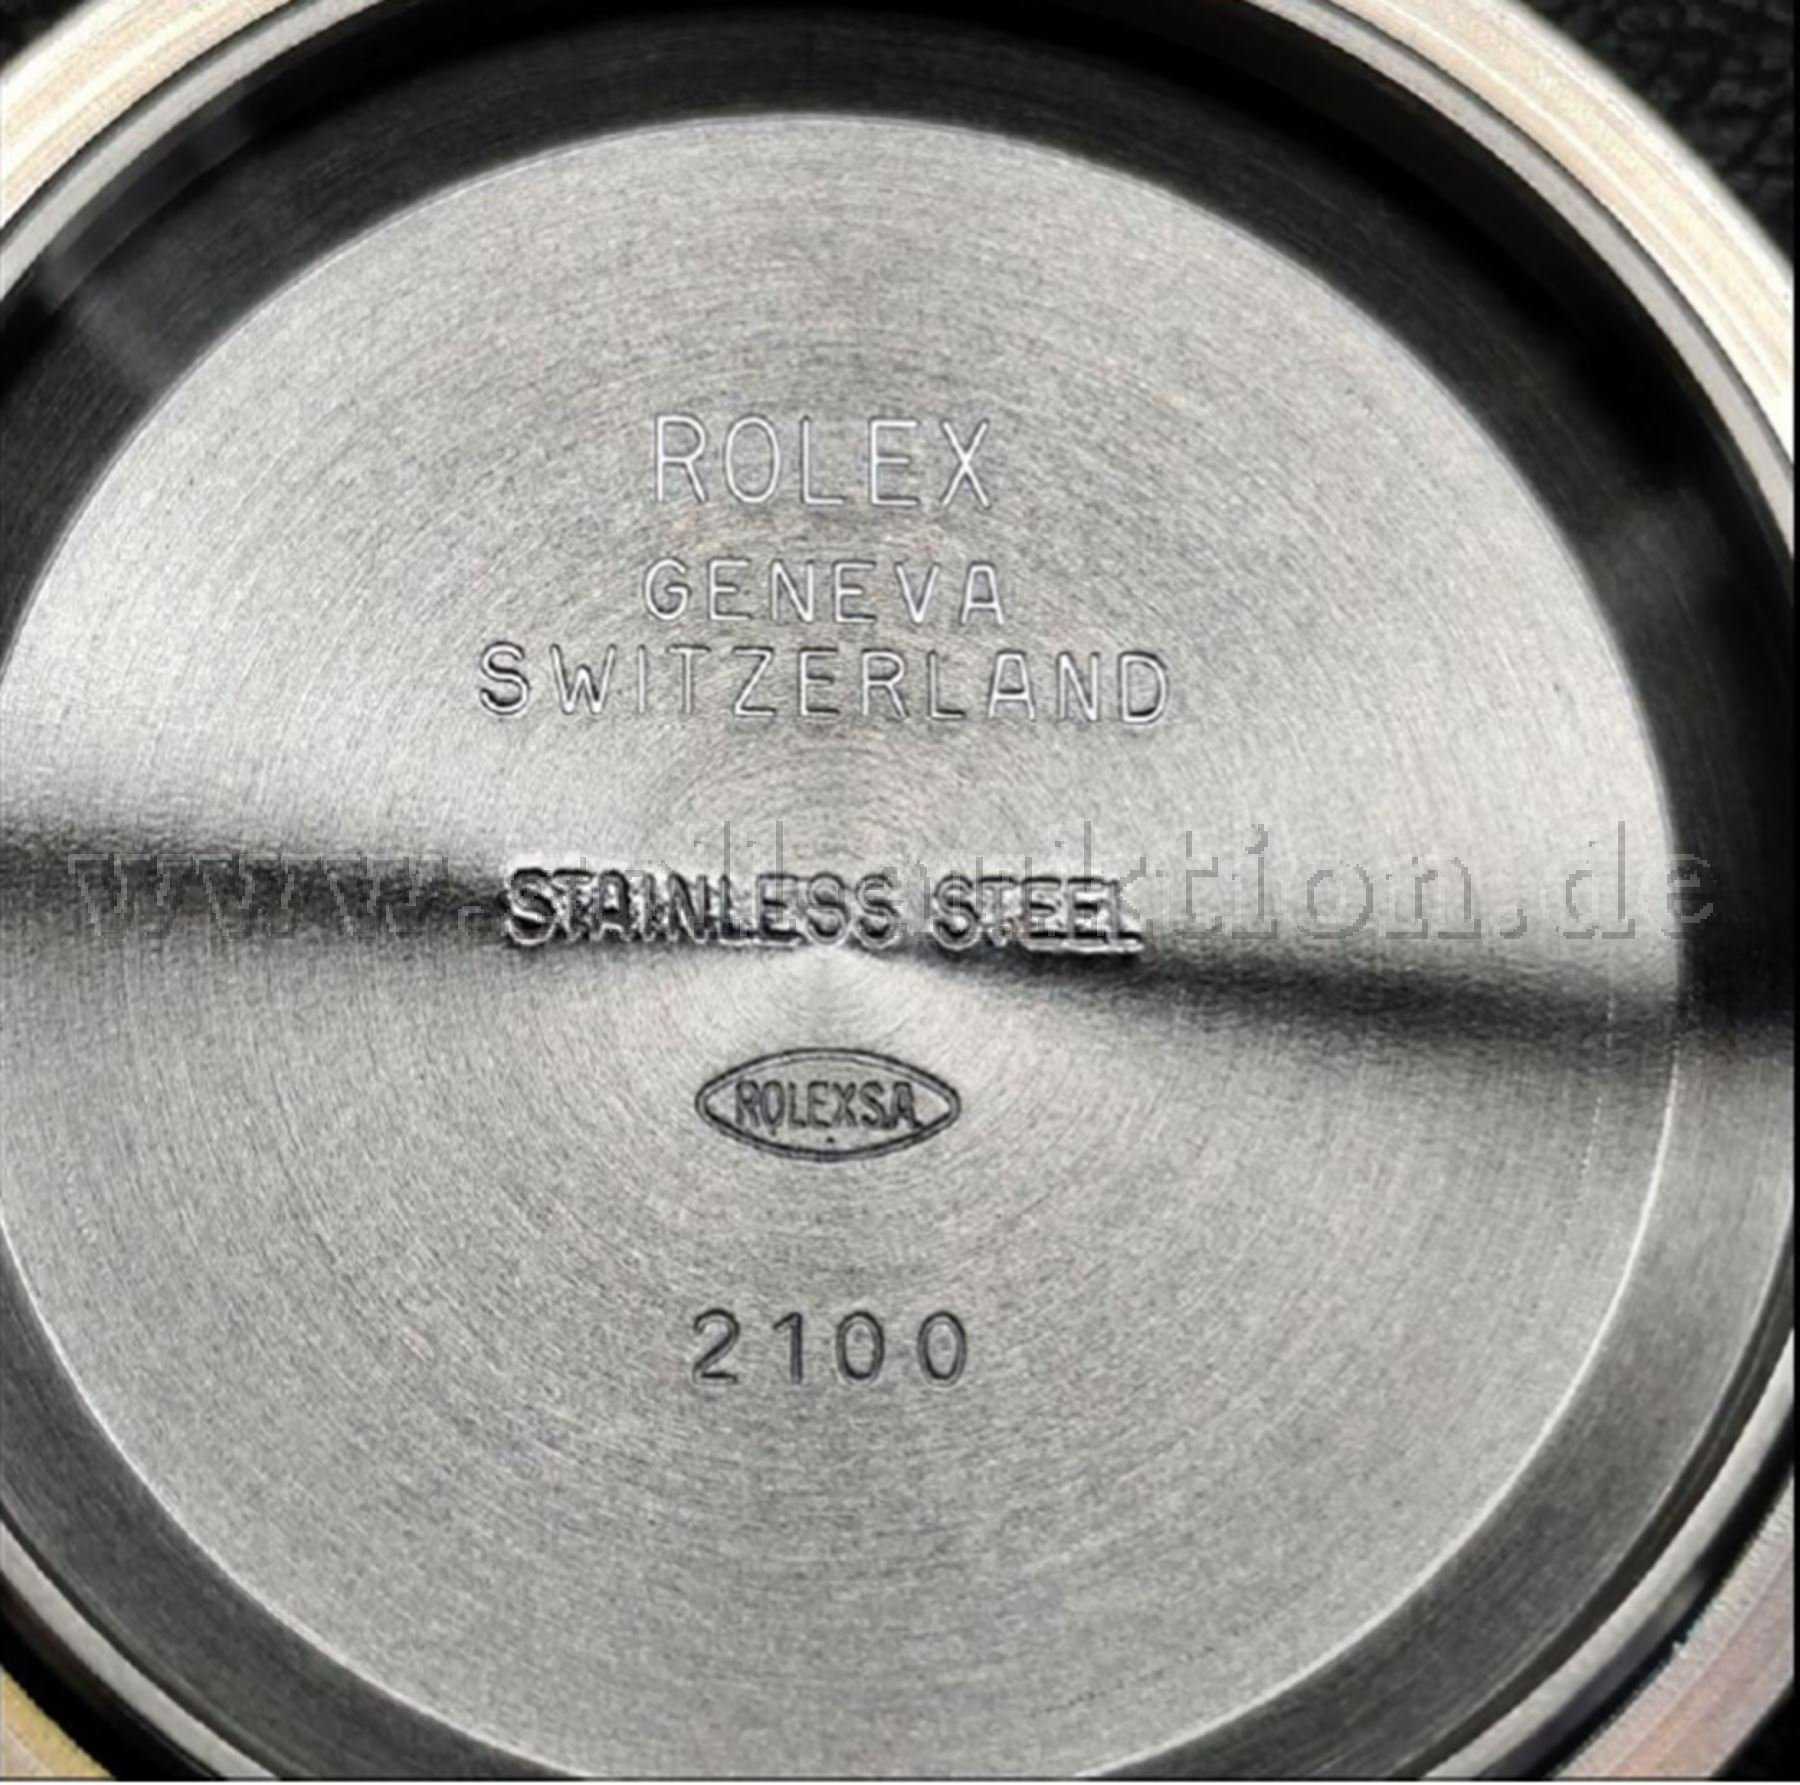 ROLEX
GENEVA
SWITZERLAND
STAINLESS STEEL
ROLEXSA
2100